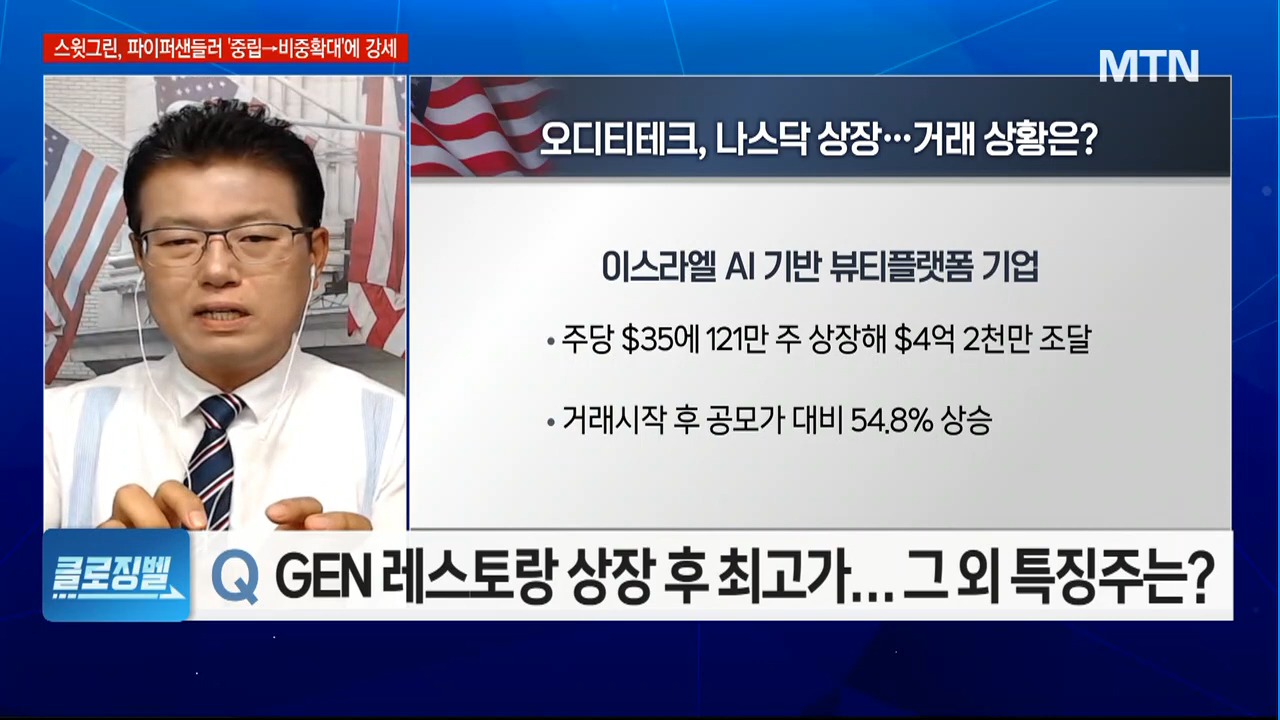 스윗그린, 파이퍼샌들러 '중립→비중확대'에 강세
MTN
오디티테크, 나스닥 상장…거래 상황은?
이스라엘 AI 기반 뷰티플랫폼 기업
• 주당 $35에 121만 주 상장해 $4억 2천만 조달
• 거래시작 후 공모가 대비 54.8% 상승
클로징벨
Q GEN 레스토랑 상장 후 최고가... 그 외 특징주는?